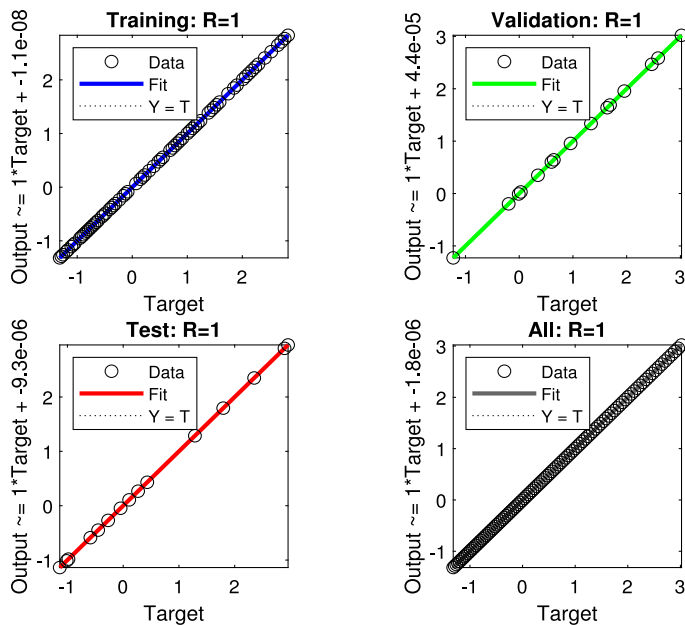 Training: R=1
Output ~= 1*Target + -1.1e-08
2
1
0
-1
Data
Fit
Y = T
-1
0
1
2
Target
Validation: R=1
Output ~= 1*Target + 4.4e-05
3
2
1
0
-1
Data
Fit
Y = T
-1
0
1
2
3
Target
Test: R=1
Output ~= 1*Target + -9.3e-06
2
1
0
-1
Data
Fit
Y = T
-1
0
1
2
Target
All: R=1
Output ~= 1*Target + -1.8e-06
3
2
1
0
-1
Data
Fit
Y = T
-1
0
1
2
3
Target